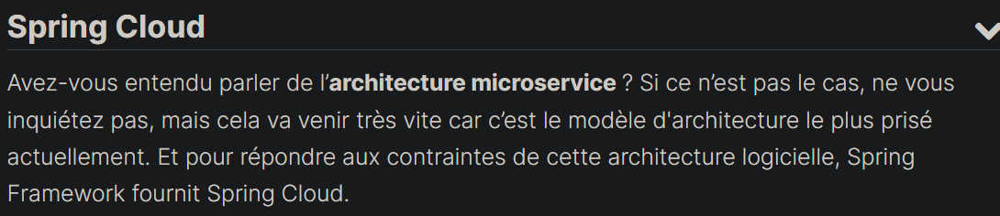 Spring Cloud
Avez-vous entendu parler de l’architecture microservice ? Si ce n’est pas le cas, ne vous
inquiétez pas, mais cela va venir très vite car c’est le modèle d'architecture le plus prisé
actuellement. Et pour répondre aux contraintes de cette architecture logicielle, Spring
Framework fournit Spring Cloud.